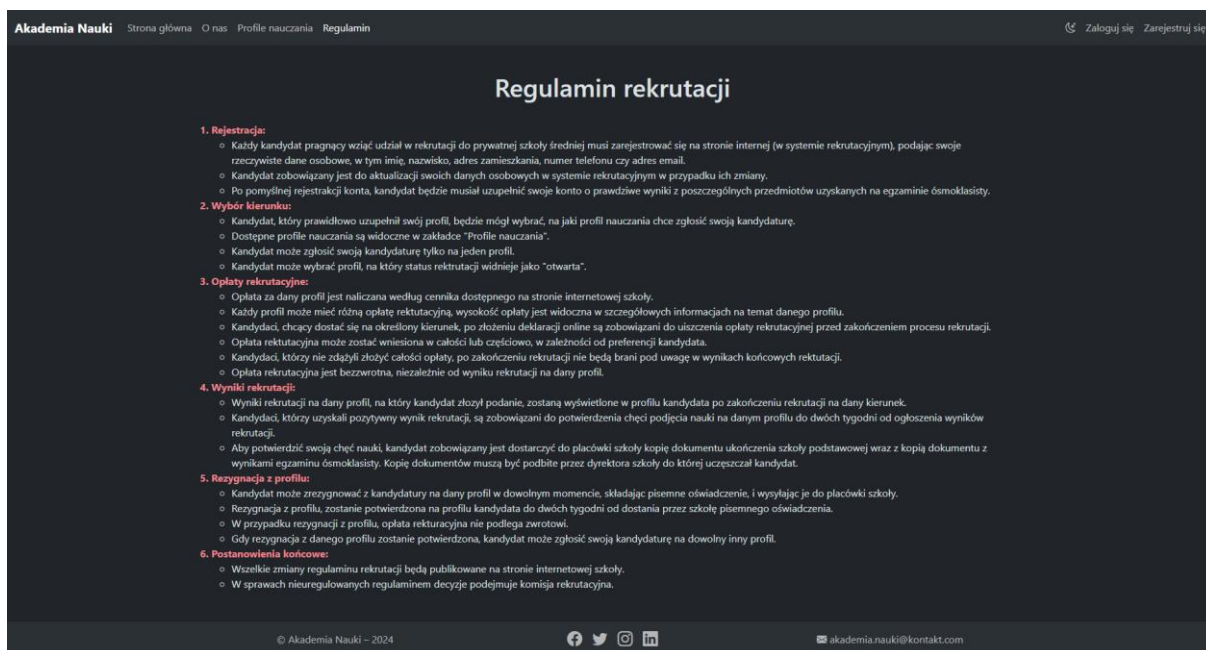 Akademia Nauki Strona główna O nas Profile nauczania Regulamin Zaloguj się Zarejestruj się
Regulamin rekrutacji
1. Rejestracja:
Każdy kandydat pragnący wziąć udział w rekrutacji do prywatnej szkoły średniej musi zarejestrować się na stronie internej (w systemie rekrutacyjnym), podając swoje
rzeczywiste dane osobowe, w tym imię, nazwisko, adres zamieszkania, numer telefonu czy adres email.
Kandydat zobowiązany jest do aktualizacji swoich danych osobowych w systemie rekrutacyjnym w przypadku ich zmiany.
Po pomyślnej rejestrakcji konta, kandydat będzie musiał uzupełnić swoje konto o prawdziwe wyniki z poszczególnych przedmiotów uzyskanych na egzaminie ósmoklasisty.
2. Wybór kierunku:
Kandydat, który prawidłowo uzupełnił swój profil, będzie mógł wybrać, na jaki profil nauczania chce zgłosić swoją kandydaturę.
Dostępne profile nauczania są widoczne w zakładce "Profile nauczania".
Kandydat może zgłosić swoją kandydaturę tylko na jeden profil.
Kandydat może wybrać profil, na który status rektrutacji widnieje jako "otwarta".
3. Opłaty rekrutacyjne:
Opłata za dany profil jest naliczana według cennika dostępnego na stronie internetowej szkoły.
Każdy profil może mieć różną opłatę rektutacyjną, wysokość opłaty jest widoczna w szczegółowych informacjach na temat danego profilu.
Kandydaci, chcący dostać się na określony kierunek, po złożeniu deklaracji online są zobowiązani do uiszczenia opłaty rekrutacyjnej przed zakończeniem procesu rekrutacji.
Opłata rektutacyjna może zostać wniesiona w całości lub częściowo, w zależności od preferencji kandydata.
Kandydaci, którzy nie zdążyli złożyć całości opłaty, po zakończeniu rekrutacji nie będą brani pod uwagę w wynikach końcowych rektutacji.
Opłata rekrutacyjna jest bezzwrotna, niezależnie od wyniku rekrutacji na dany profil.
4. Wyniki rekrutacji:
Wyniki rekrutacji na dany profil, na który kandydat złozył podanie, zostaną wyświetlone w profilu kandydata po zakończeniu rekrutacji na dany kierunek.
Kandydaci, którzy uzyskali pozytywny wynik rekrutacji, są zobowiązani do potwierdzenia chęci podjęcia nauki na danym profilu do dwóch tygodni od ogłoszenia wyników
rekrutacji.
Aby potwierdzić swoją chęć nauki, kandydat zobowiązany jest dostarczyć do placówki szkoły kopię dokumentu ukończenia szkoły podstawowej wraz z kopią dokumentu z
wynikami egzaminu ósmoklasisty. Kopię dokumentów muszą być podbite przez dyrektora szkoły do której uczęszczał kandydat.
5. Rezygnacja z profilu:
Kandydat może zrezygnować z kandydatury na dany profil w dowolnym momencie, składając pisemne oświadczenie, i wysyłając je do placówki szkoły.
Rezygnacja z profilu, zostanie potwierdzona na profilu kandydata do dwóch tygodni od dostania przez szkołę pisemnego oświadczenia.
W przypadku rezygnacji z profilu, opłata rekturacyjna nie podlega zwrotowi.
Gdy rezygnacja z danego profilu zostanie potwierdzona, kandydat może zgłosić swoją kandydaturę na dowolny inny profil.
6. Postanowienia końcowe:
Wszelkie zmiany regulaminu rekrutacji będą publikowane na stronie internetowej szkoły.
W sprawach nieuregulowanych regulaminem decyzje podejmuje komisja rekrutacyjna.
© Akademia Nauki – 2024 akademia.nauki@kontakt.com